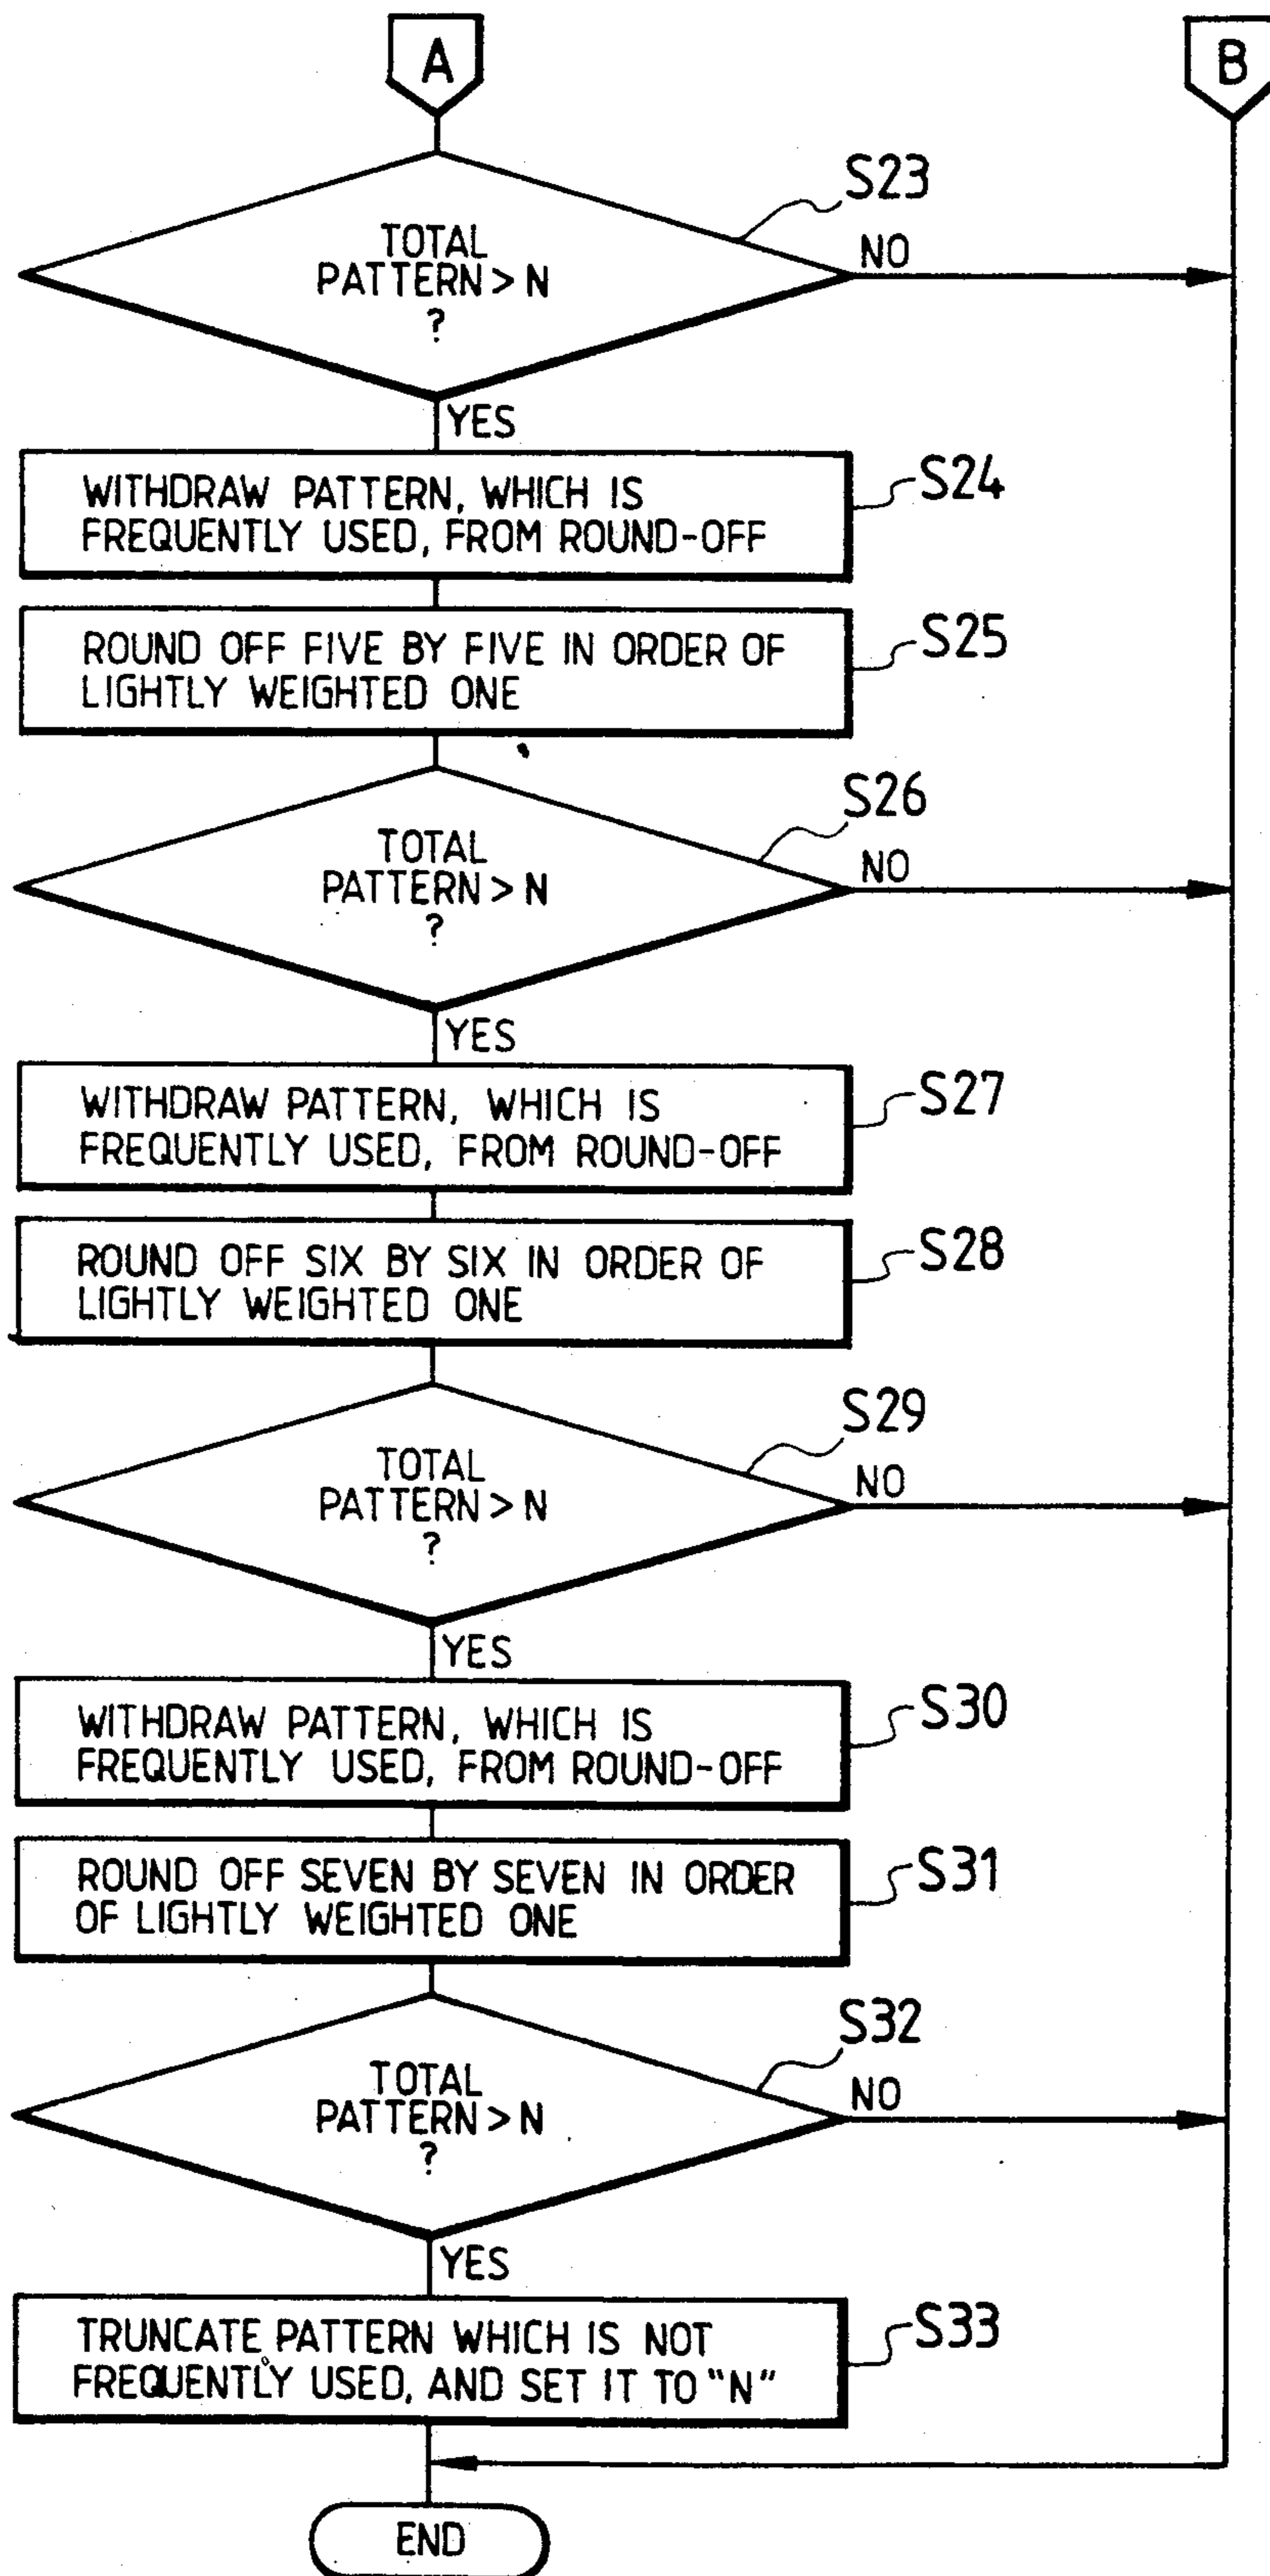 A
B
S23
TOTAL
PATTERN > N
?
NO
YES
WITHDRAW PATTERN, WHICH IS
FREQUENTLY USED, FROM ROUND-OFF
S24
ROUND OFF FIVE BY FIVE IN ORDER OF
LIGHTLY WEIGHTED ONE
S25
S26
TOTAL
PATTERN > N
?
NO
YES
WITHDRAW PATTERN, WHICH IS
FREQUENTLY USED, FROM ROUND-OFF
S27
ROUND OFF SIX BY SIX IN ORDER OF
LIGHTLY WEIGHTED ONE
S28
S29
TOTAL
PATTERN > N
?
NO
YES
WITHDRAW PATTERN, WHICH IS
FREQUENTLY USED, FROM ROUND-OFF
S30
ROUND OFF SEVEN BY SEVEN IN ORDER
OF LIGHTLY WEIGHTED ONE
S31
S32
TOTAL
PATTERN > N
?
NO
YES
TRUNCATE PATTERN WHICH IS NOT
FREQUENTLY USED, AND SET IT TO "N"
S33
END